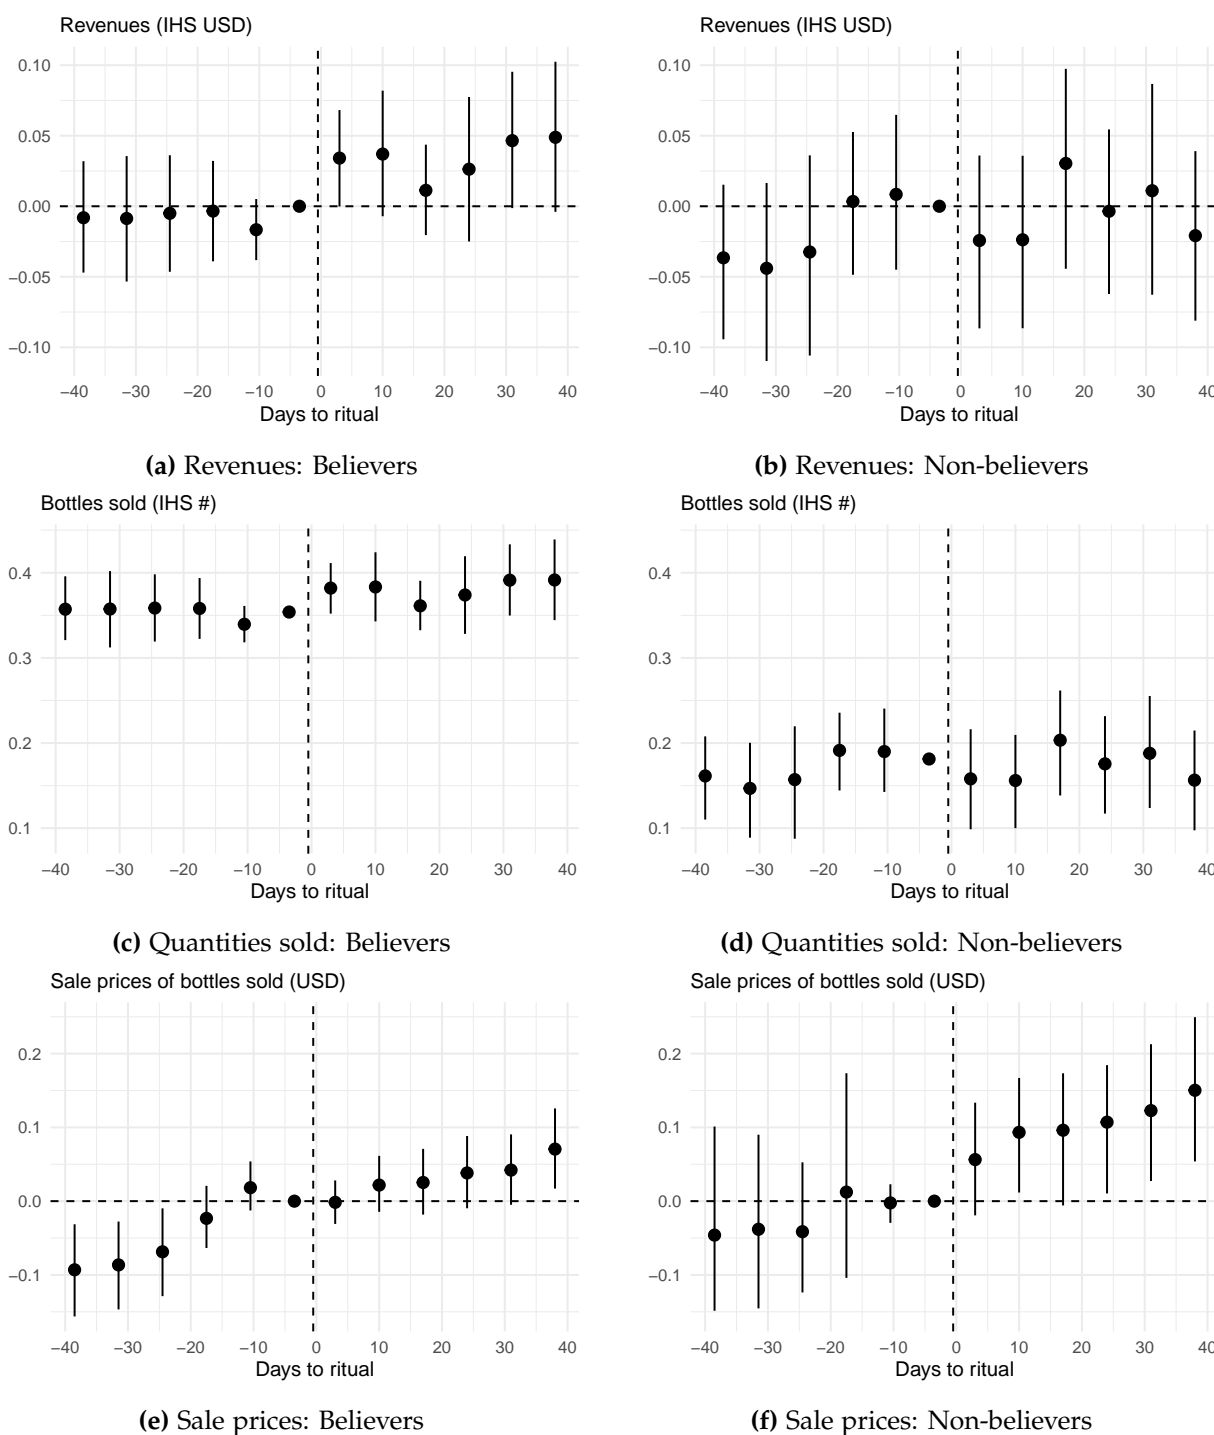 Revenues (IHS USD)
0.10
0.05
0.00
−0.05
−0.10
−40 −30 −20 −10 0 10 20 30 40
Days to ritual
(a) Revenues: Believers
Revenues (IHS USD)
0.10
0.05
0.00
−0.05
−0.10
−40 −30 −20 −10 0 10 20 30 40
Days to ritual
(b) Revenues: Non-believers
Bottles sold (IHS #)
0.4
0.3
0.2
0.1
−40 −30 −20 −10 0 10 20 30 40
Days to ritual
(c) Quantities sold: Believers
Bottles sold (IHS #)
0.4
0.3
0.2
0.1
−40 −30 −20 −10 0 10 20 30 40
Days to ritual
(d) Quantities sold: Non-believers
Sale prices of bottles sold (USD)
0.2
0.1
0.0
−0.1
−40 −30 −20 −10 0 10 20 30 40
Days to ritual
(e) Sale prices: Believers
Sale prices of bottles sold (USD)
0.2
0.1
0.0
−0.1
−40 −30 −20 −10 0 10 20 30 40
Days to ritual
(f) Sale prices: Non-believers